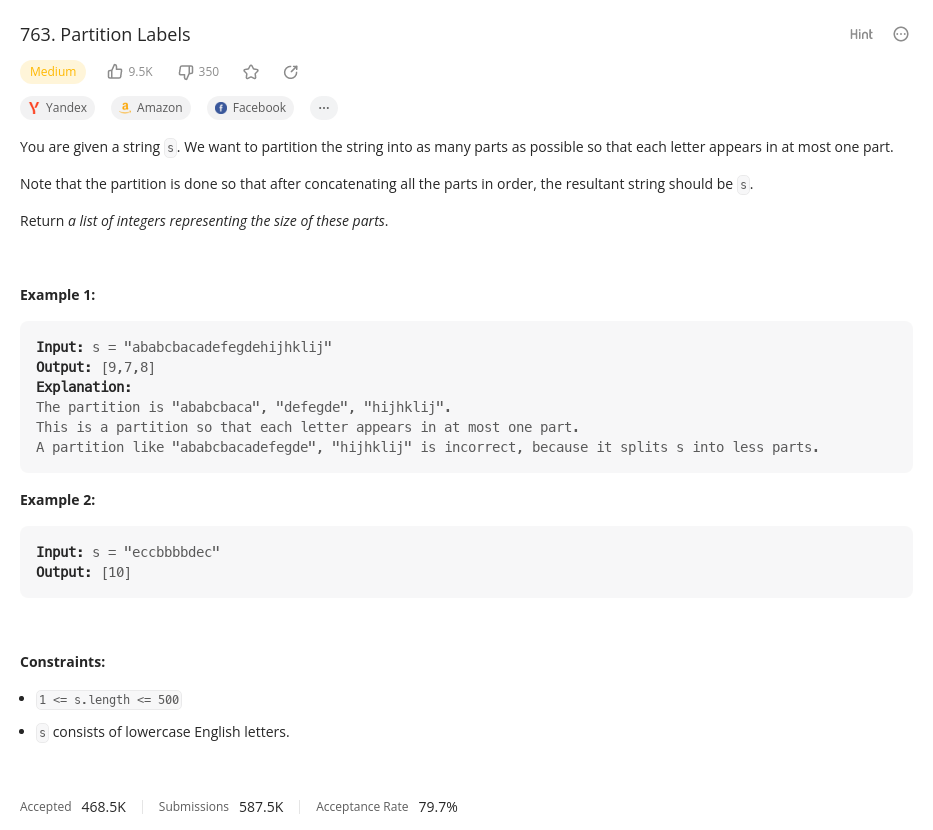 763. Partition Labels
Hint
Medium
9.5K
350
Yandex
Amazon
Facebook
You are given a string s. We want to partition the string into as many parts as possible so that each letter appears in at most one part.
Note that the partition is done so that after concatenating all the parts in order, the resultant string should be s.
Return a list of integers representing the size of these parts.
Example 1:
Input: s = "ababcbacadefegdehijhklij"
Output: [9,7,8]
Explanation:
The partition is "ababcbaca", "defegde", "hijhklij".
This is a partition so that each letter appears in at most one part.
A partition like "ababcbacadefegde", "hijhklij" is incorrect, because it splits s into less parts.
Example 2:
Input: s = "eccbbbbdec"
Output: [10]
Constraints:
1 <= s.length <= 500
s consists of lowercase English letters.
Accepted 468.5K Submissions 587.5K Acceptance Rate 79.7%